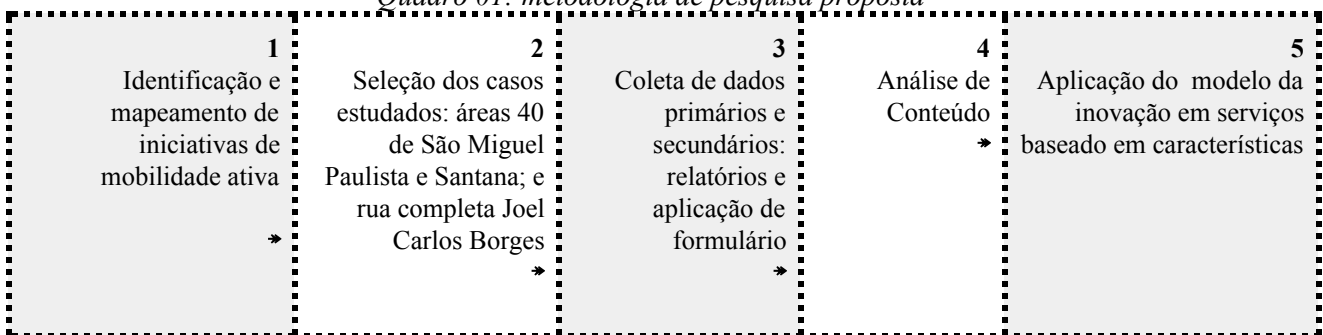 Quadro 01: metodologia de pesquisa proposta
1
Identificação e
mapeamento de
iniciativas de
mobilidade ativa
↠
2
Seleção dos casos
estudados: áreas 40
de São Miguel
Paulista e Santana; e
rua completa Joel
Carlos Borges
↠
3
Coleta de dados
primários e
secundários:
relatórios e
aplicação de
formulário
↠
4
Análise de
Conteúdo
↠
5
Aplicação do modelo da
inovação em serviços
baseado em características